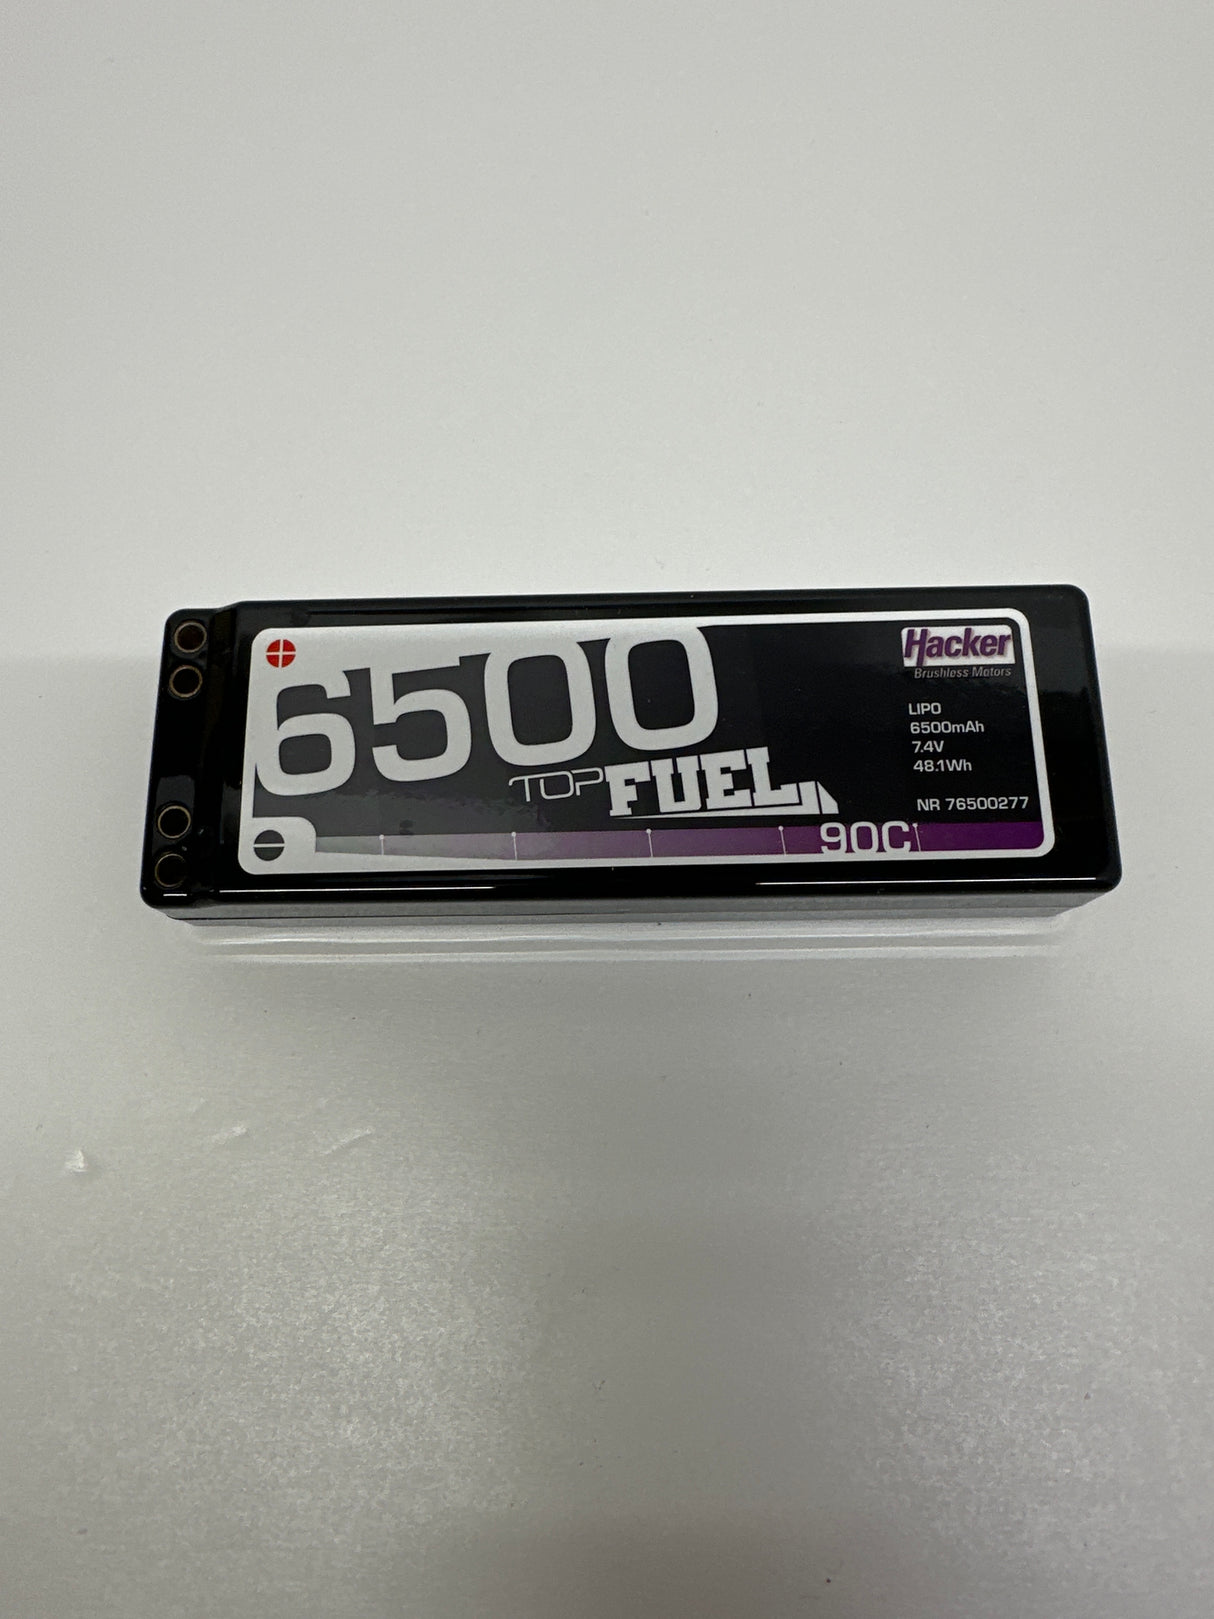 6500
TOP FUEL
90C
Hacker
Brushless Motors
LIPO
6500mAh
7.4V
48.1Wh
NR 76500277